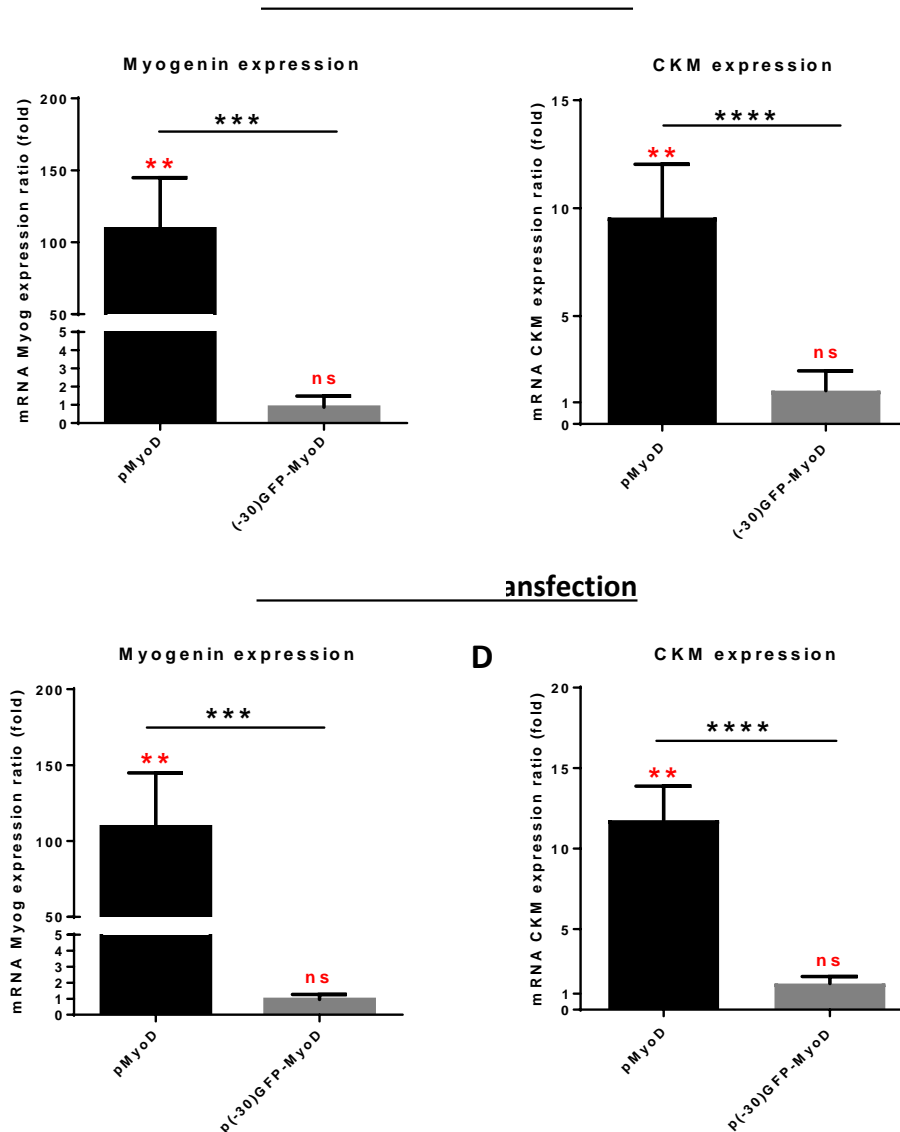 Myogenin expression
mRNA Myog expression ratio (fold)
200
150
100
50
5
4
3
2
1
0
***
**
ns
pMyoD
(-30)GFP-MyoD
CKM expression
mRNA CKM expression ratio (fold)
15
10
5
1
0
****
**
ns
pMyoD
(-30)GFP-MyoD
ansfection
Myogenin expression
mRNA Myog expression ratio (fold)
200
150
100
50
5
4
3
2
1
0
***
**
ns
pMyoD
p(-30)GFP-MyoD
D
CKM expression
mRNA CKM expression ratio (fold)
20
15
10
5
1
0
****
**
ns
pMyoD
p(-30)GFP-MyoD